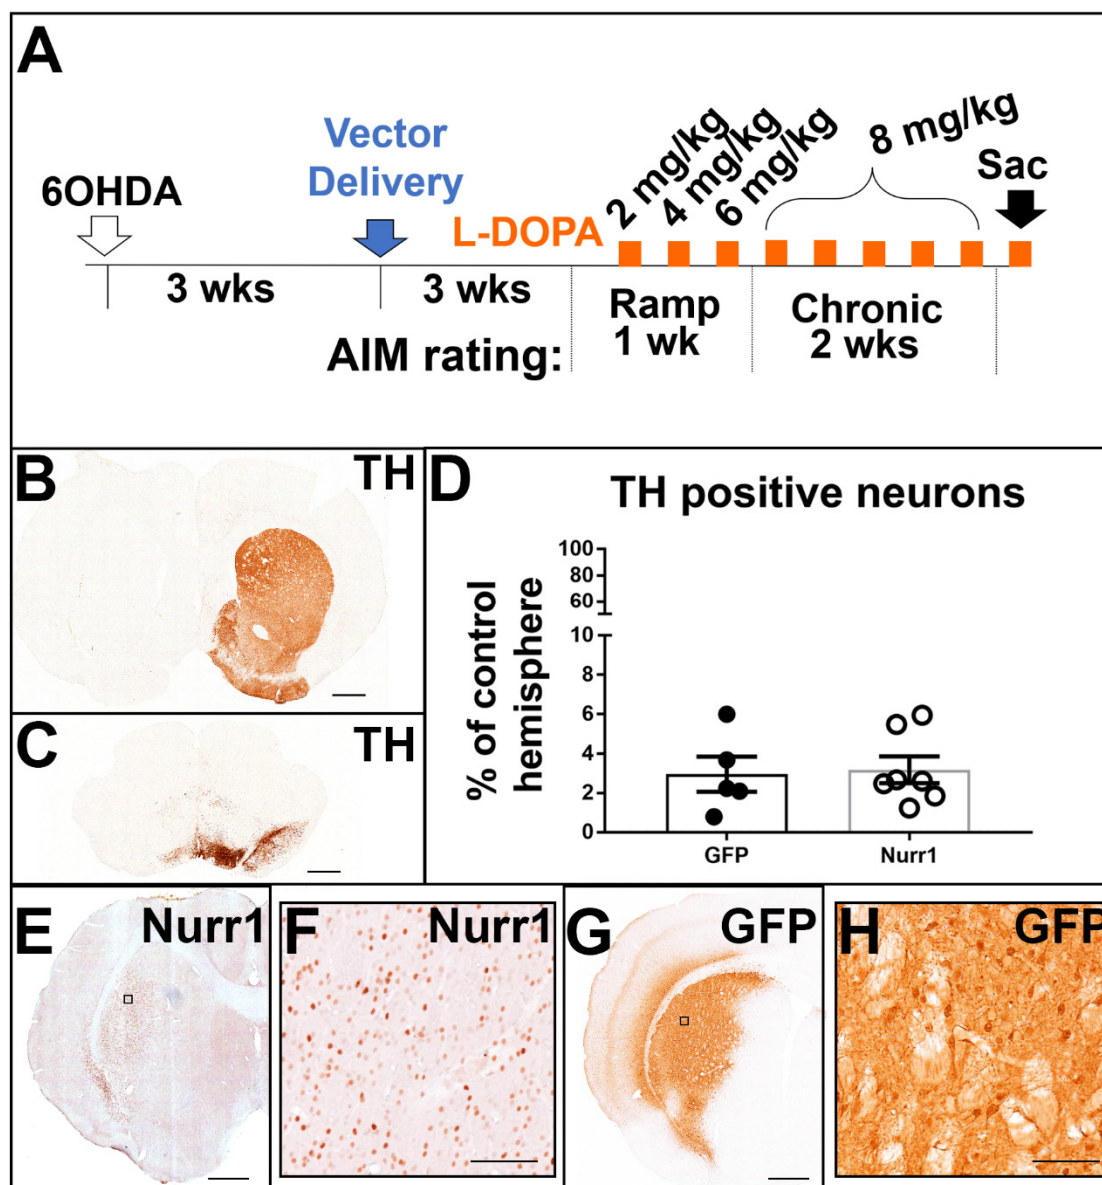 A
6OHDA
Vector
Delivery
L-DOPA
2 mg/kg
4 mg/kg
6 mg/kg
8 mg/kg
Sac
3 wks
3 wks
Ramp
1 wk
Chronic
2 wks
AIM rating:
B
TH
C
TH
D
TH positive neurons
% of control
hemisphere
100
80
60
10
8
6
4
2
0
GFP
Nurr1
E
Nurr1
F
Nurr1
G
GFP
H
GFP